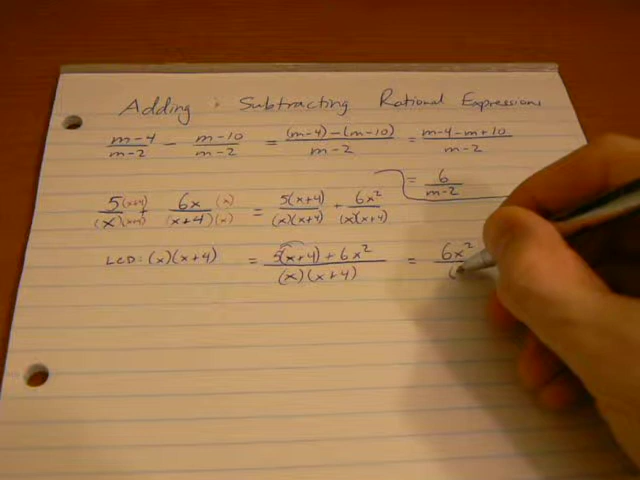 Adding Subtracting Rational Expressions
(m-4)/(m-2) - (m-10)/(m-2) = ((m-4)-(m-10))/(m-2) = (m-4-m+10)/(m-2)
= 6/(m-2)
5(x+4)/(x)(x+4) + 6x(x)/(x+4)(x) = 5(x+4)/(x)(x+4) + 6x²/(x)(x+4)
LCD: (x)(x+4) = (5(x+4)+6x²)/(x)(x+4) = 6x²/(